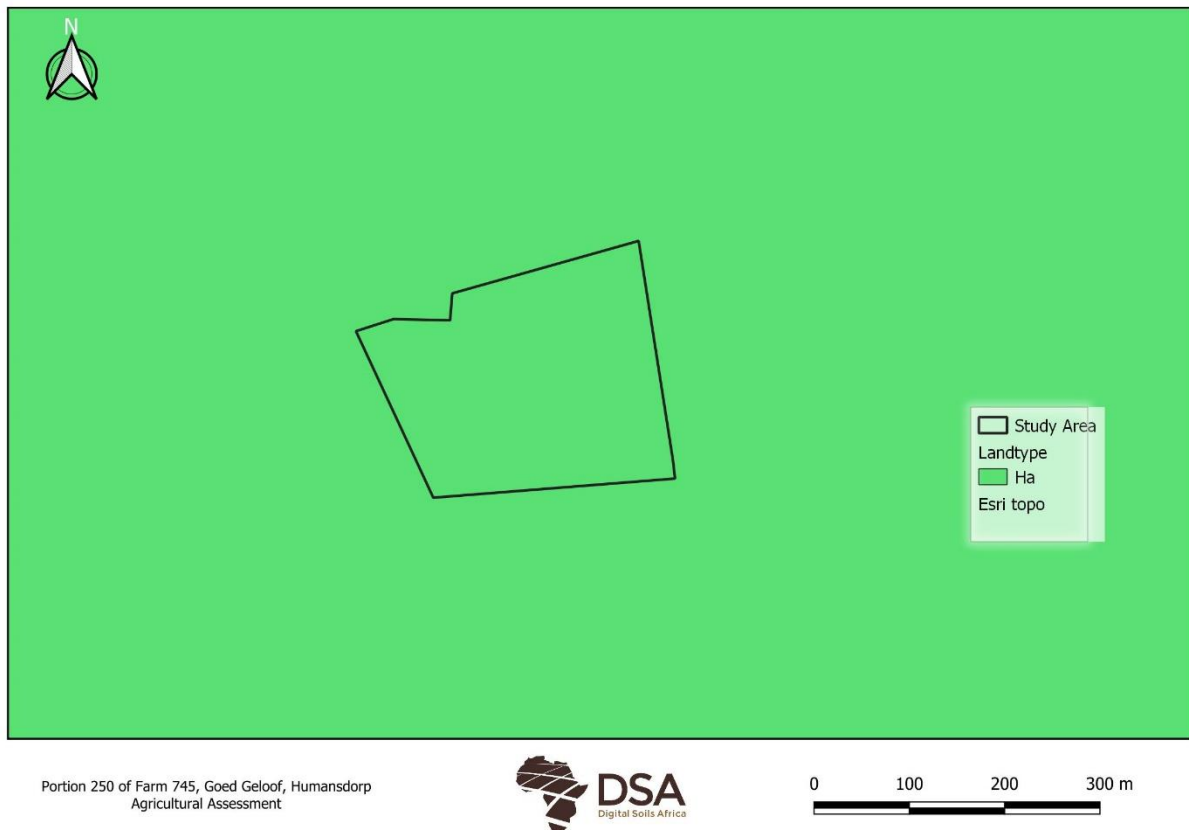 N
Study Area
Landtype
Ha
Esri topo
Portion 250 of Farm 745, Goed Geloof, Humansdorp
Agricultural Assessment
DSA
Digital Soils Africa
0 100 200 300 m